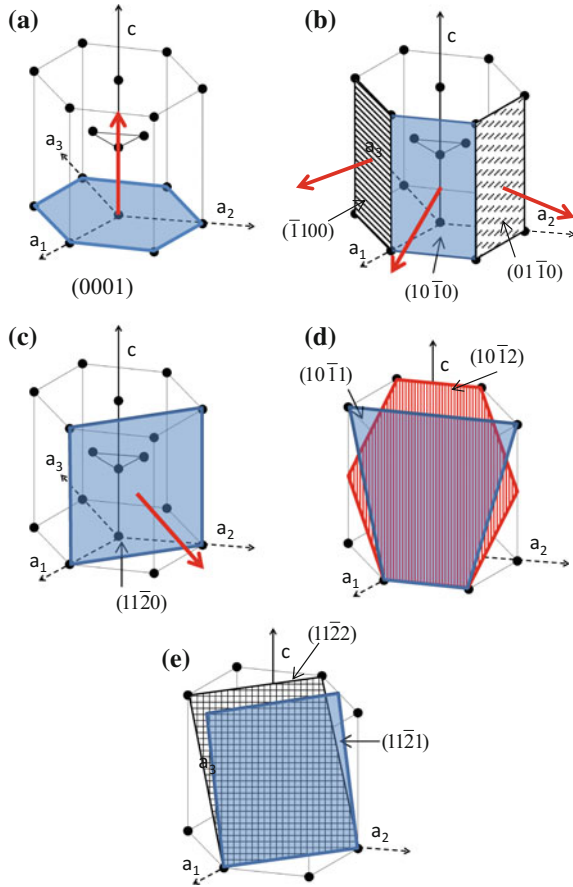 (a)
c
a₃
a₂
a₁
(0001)
(b)
c
a₃
a₂
(1̅100)
a₁
(011̅0)
(101̅0)
(c)
c
a₃
a₂
a₁
(112̅0)
(d)
c
(101̅2)
(101̅1)
a₂
a₁
(e)
(112̅2)
c
(112̅1)
a₃
a₂
a₁